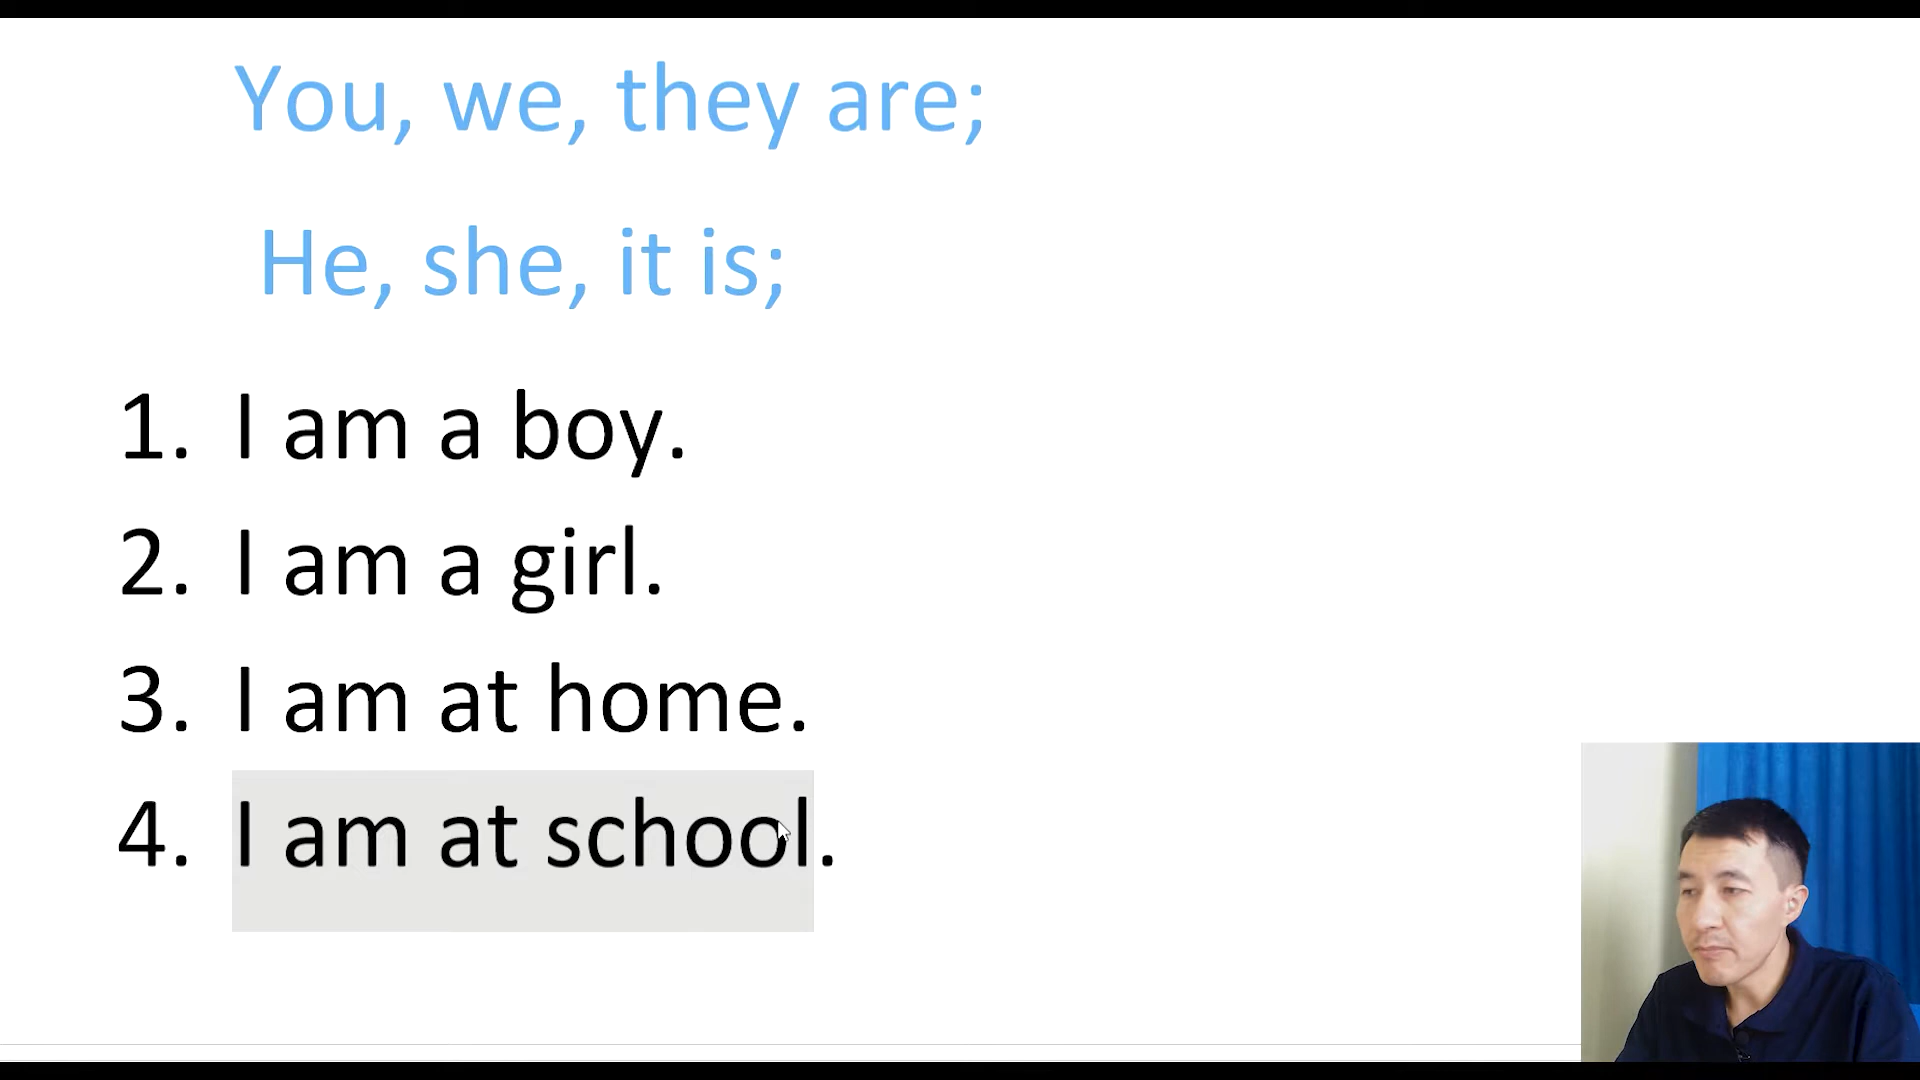 You, we, they are;
He, she, it is;
1. I am a boy.
2. I am a girl.
3. I am at home.
4. I am at school.